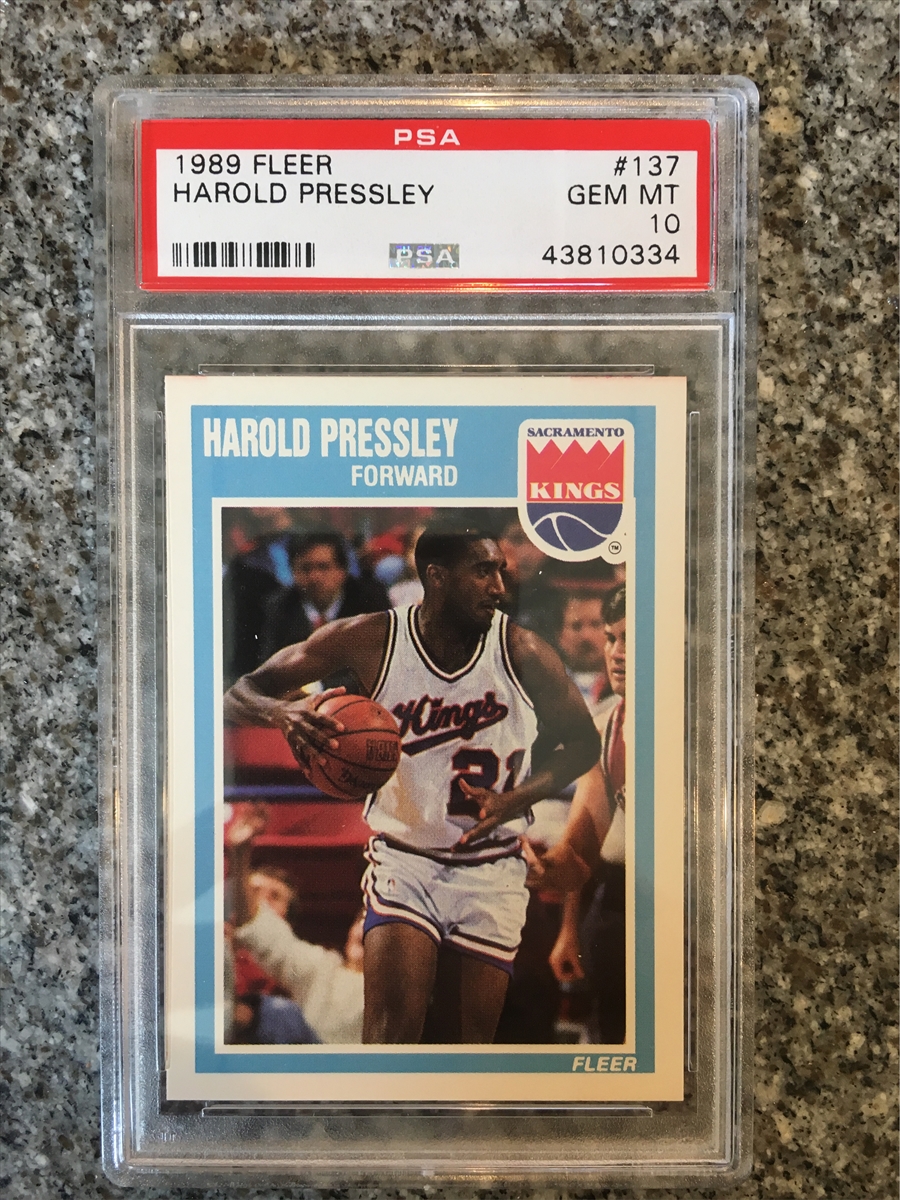 PSA
1989 FLEER #137
HAROLD PRESSLEY GEM MT
10
PSA 43810334
HAROLD PRESSLEY
FORWARD
SACRAMENTO
KINGS
TM
Kings
21
FLEER